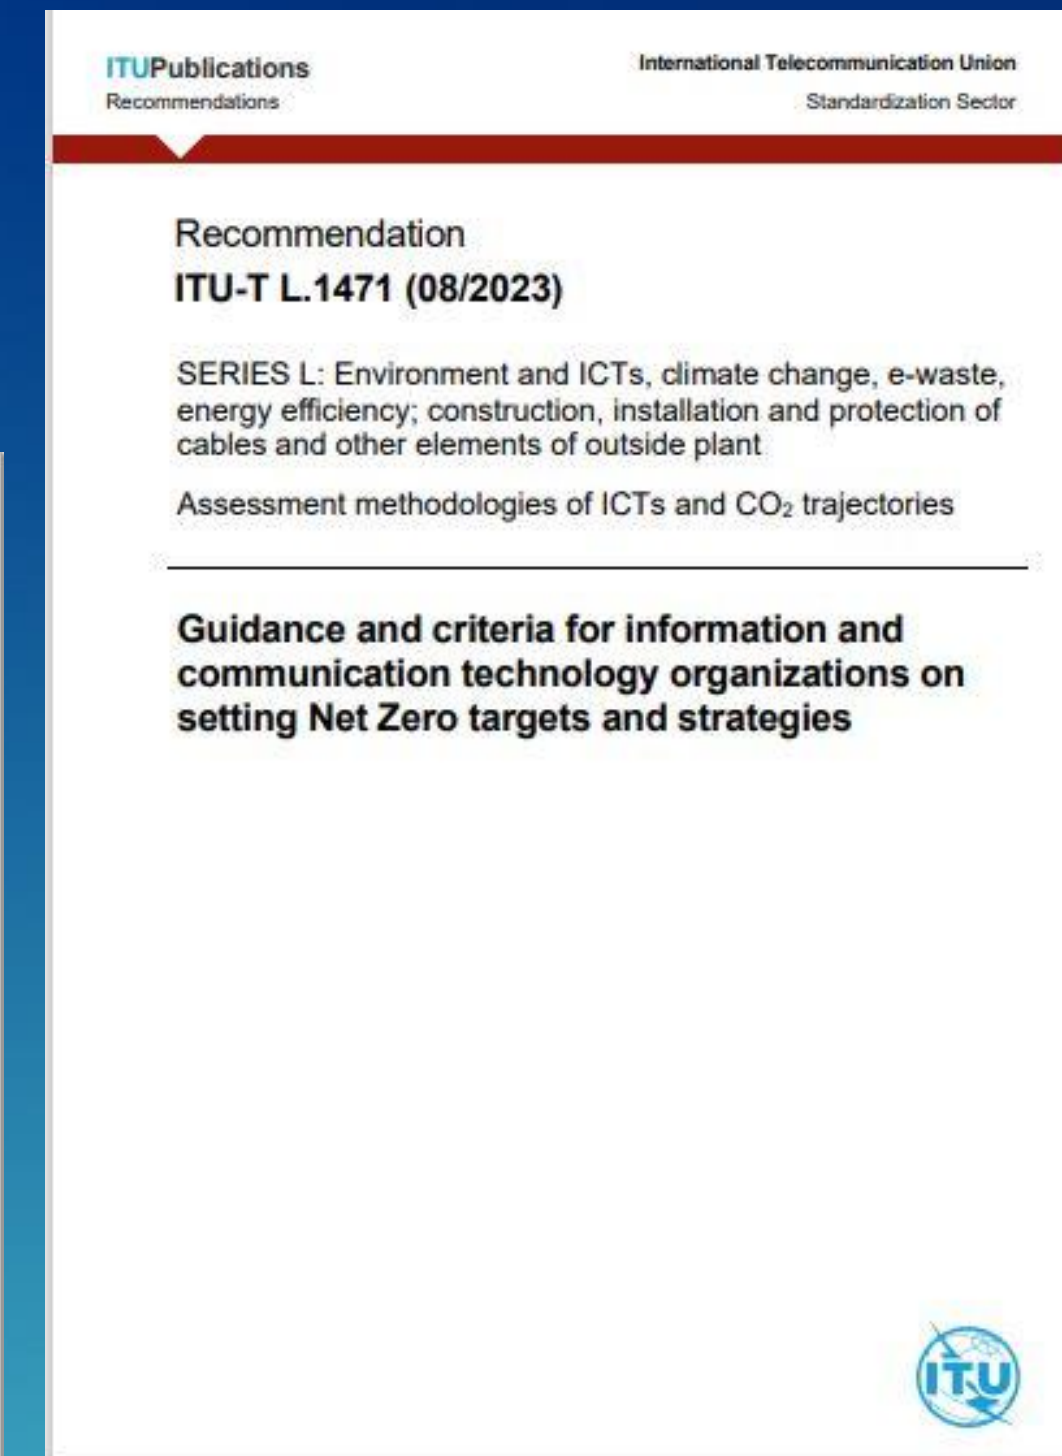 ITUPublications
International Telecommunication Union
Recommendations
Standardization Sector
Recommendation
ITU-T L.1471 (08/2023)
SERIES L: Environment and ICTs, climate change, e-waste,
energy efficiency; construction, installation and protection of
cables and other elements of outside plant
Assessment methodologies of ICTs and CO₂ trajectories
Guidance and criteria for information and
communication technology organizations on
setting Net Zero targets and strategies
ITU